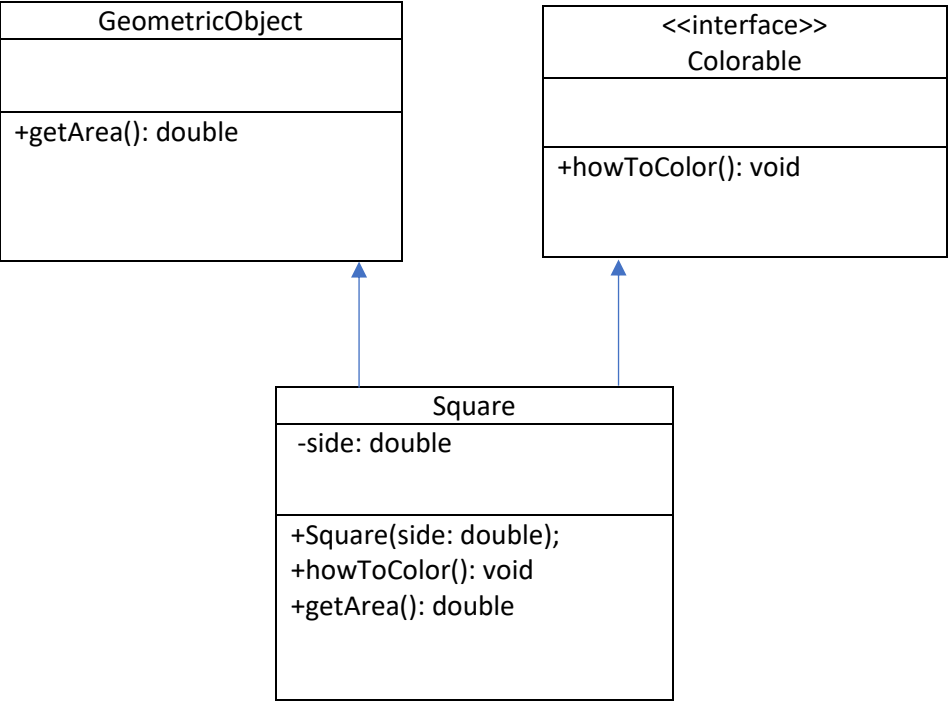 GeometricObject
+getArea(): double
<<interface>>
Colorable
+howToColor(): void
Square
-side: double
+Square(side: double);
+howToColor(): void
+getArea(): double